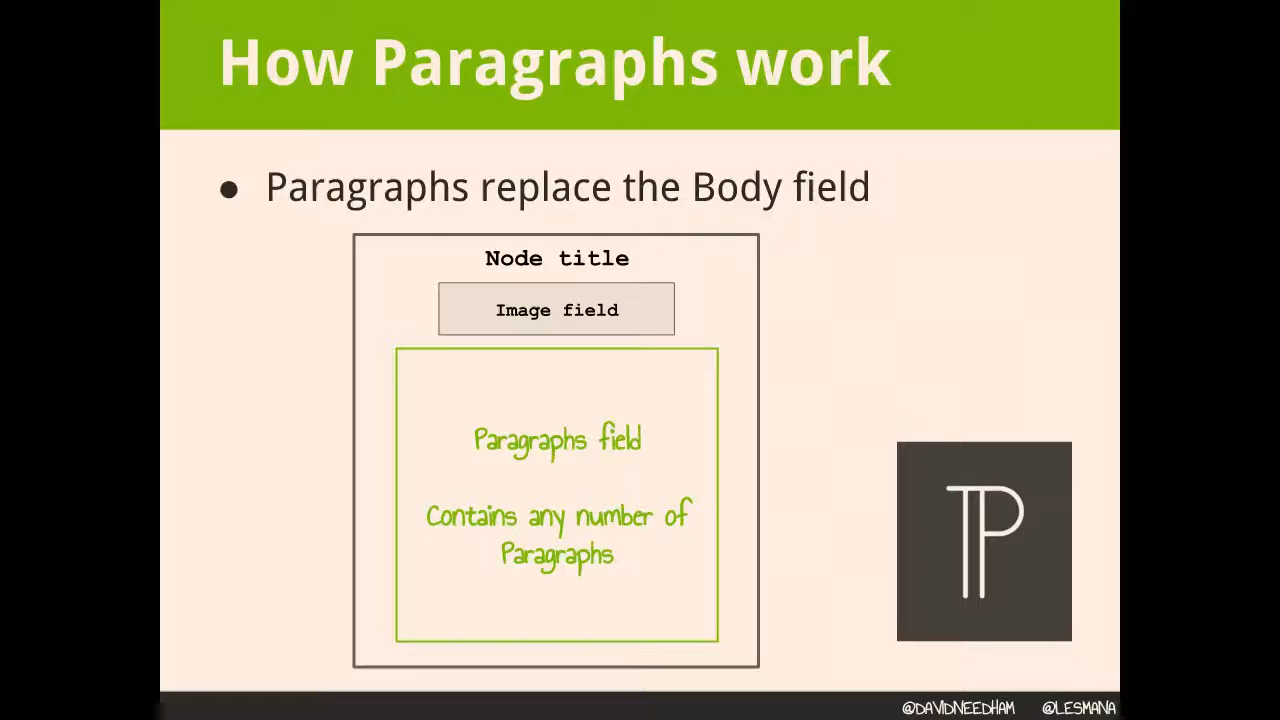 How Paragraphs work
● Paragraphs replace the Body field
Node title
Image field
Paragraphs field
Contains any number of
Paragraphs
@DAVIDNEEDHAM @LESMANA